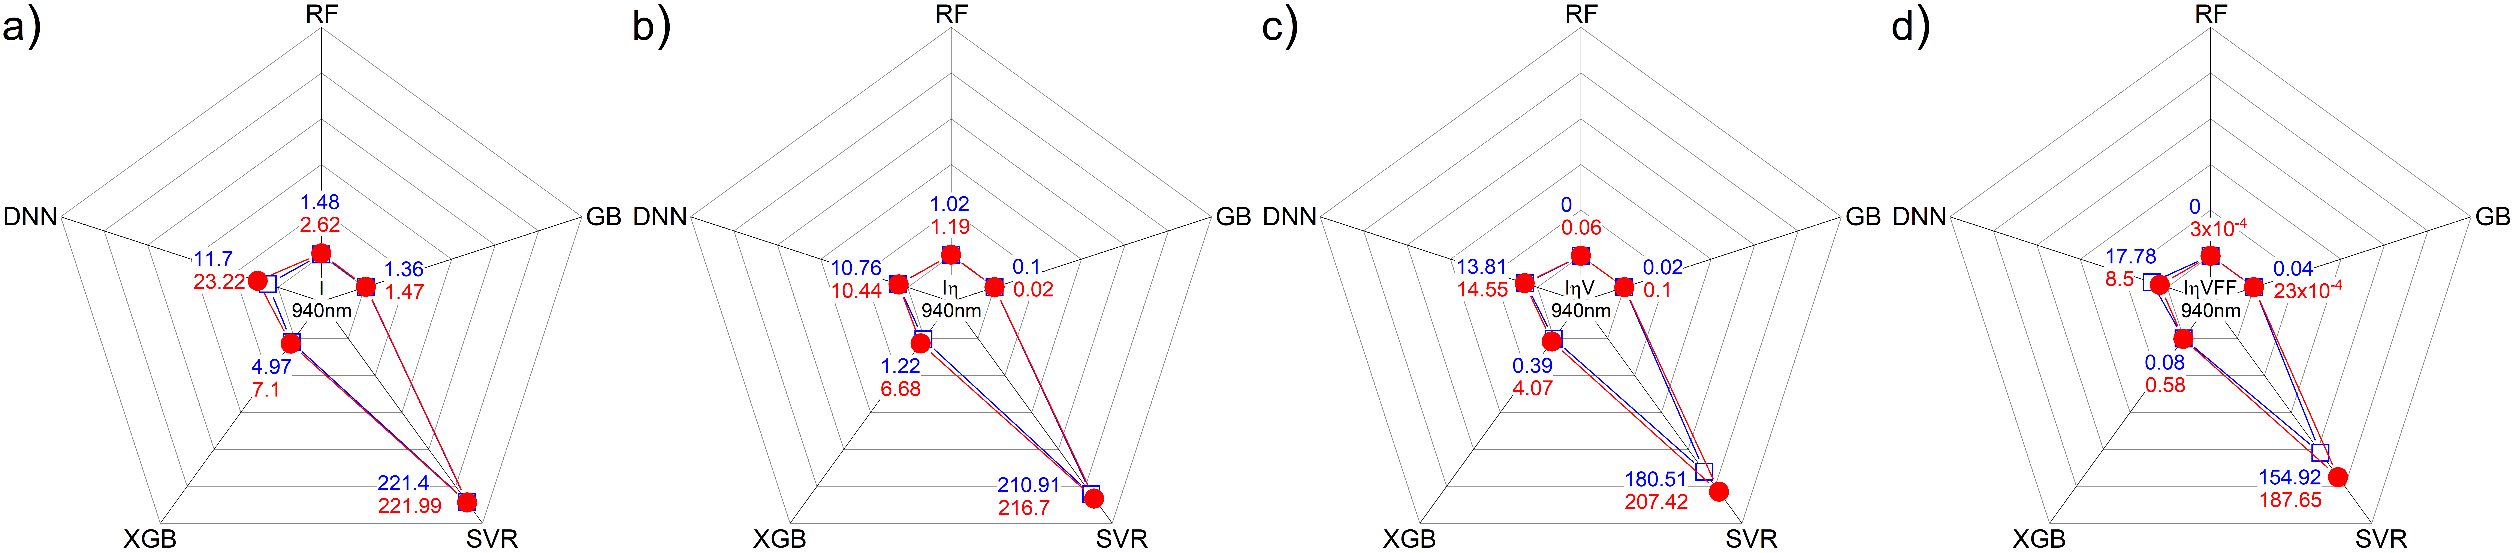 a)
RF
GB
SVR
XGB
DNN
1.48
2.62
1.36
1.47
221.4
221.99
4.97
7.1
11.7
23.22
I
940nm
b)
RF
GB
SVR
XGB
DNN
1.02
1.19
0.1
0.02
210.91
216.7
1.22
6.68
10.76
10.44
Iη
940nm
c)
RF
GB
SVR
XGB
DNN
0
0.06
0.02
0.1
180.51
207.42
0.39
4.07
13.81
14.55
IηV
940nm
d)
RF
GB
SVR
XGB
DNN
0
3x10⁻⁴
0.04
23x10⁻⁴
154.92
187.65
0.08
0.58
17.78
8.5
IηVFF
940nm